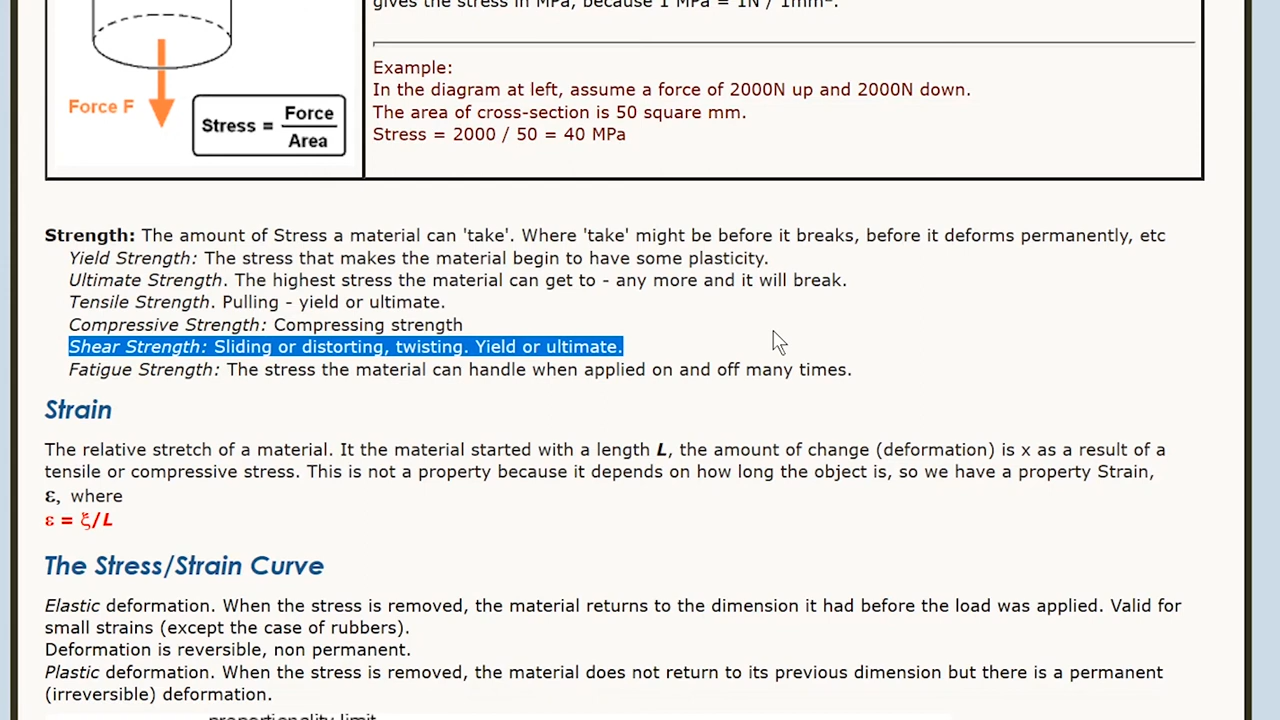 gives the stress in MPa, because 1 MPa = 1N / 1mm².
Force F
Stress = Force
Area
Example:
In the diagram at left, assume a force of 2000N up and 2000N down.
The area of cross-section is 50 square mm.
Stress = 2000 / 50 = 40 MPa
Strength: The amount of Stress a material can 'take'. Where 'take' might be before it breaks, before it deforms permanently, etc
Yield Strength: The stress that makes the material begin to have some plasticity.
Ultimate Strength. The highest stress the material can get to - any more and it will break.
Tensile Strength. Pulling - yield or ultimate.
Compressive Strength: Compressing strength
Shear Strength: Sliding or distorting, twisting. Yield or ultimate.
Fatigue Strength: The stress the material can handle when applied on and off many times.
Strain
The relative stretch of a material. It the material started with a length L, the amount of change (deformation) is x as a result of a
tensile or compressive stress. This is not a property because it depends on how long the object is, so we have a property Strain,
ε, where
ε = ξ/L
The Stress/Strain Curve
Elastic deformation. When the stress is removed, the material returns to the dimension it had before the load was applied. Valid for
small strains (except the case of rubbers).
Deformation is reversible, non permanent.
Plastic deformation. When the stress is removed, the material does not return to its previous dimension but there is a permanent
(irreversible) deformation.
proportionality limit